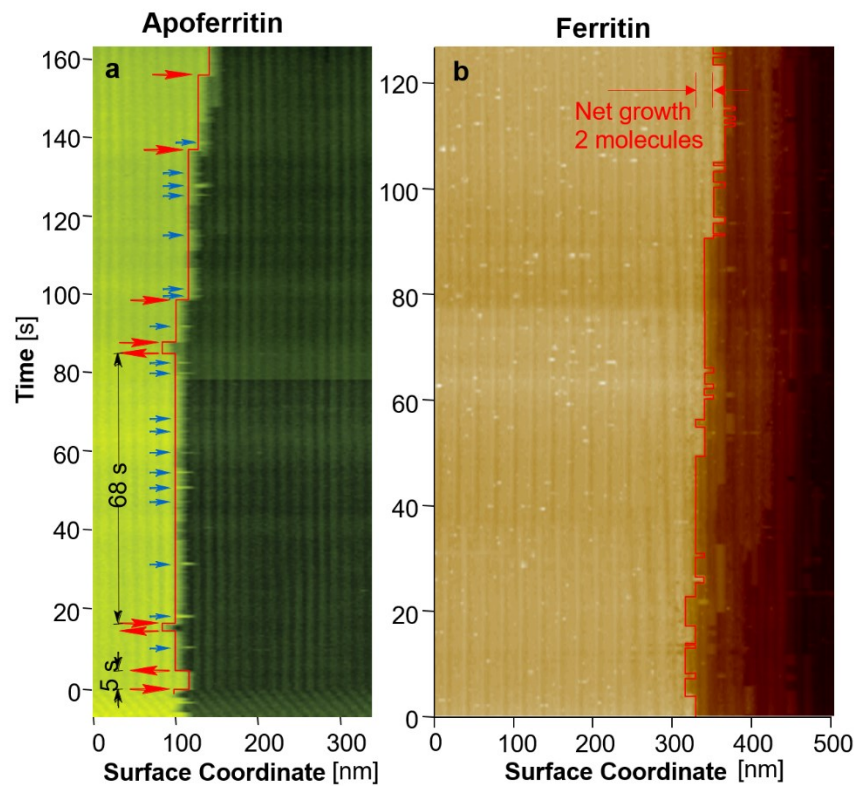 Apoferritin
Ferritin
a
b
Time [s]
160
140
120
100
80
60
40
20
0
68 s
5 s
0
100
200
300
Surface Coordinate [nm]
Net growth
2 molecules
120
100
80
60
40
20
0
0
100
200
300
400
500
Surface Coordinate [nm]